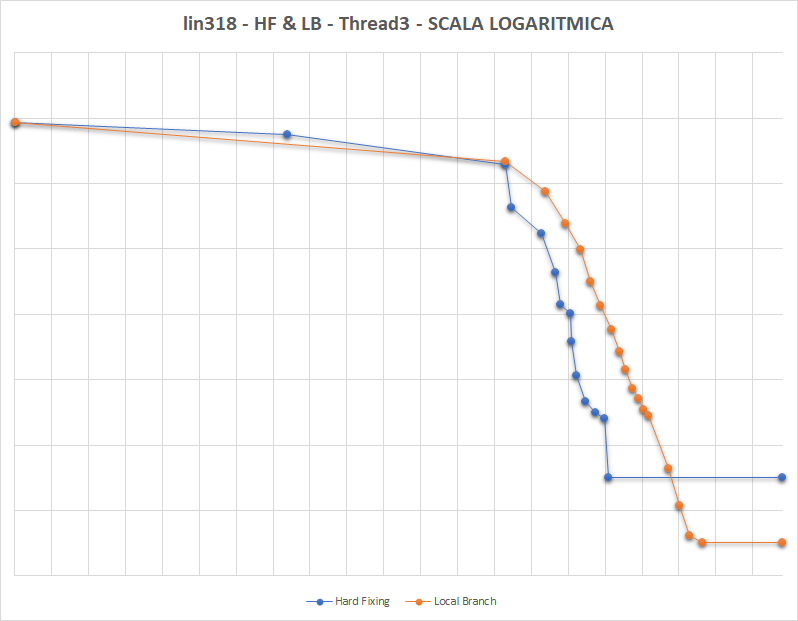 lin318 - HF & LB - Thread3 - SCALA LOGARITMICA
Hard Fixing
Local Branch